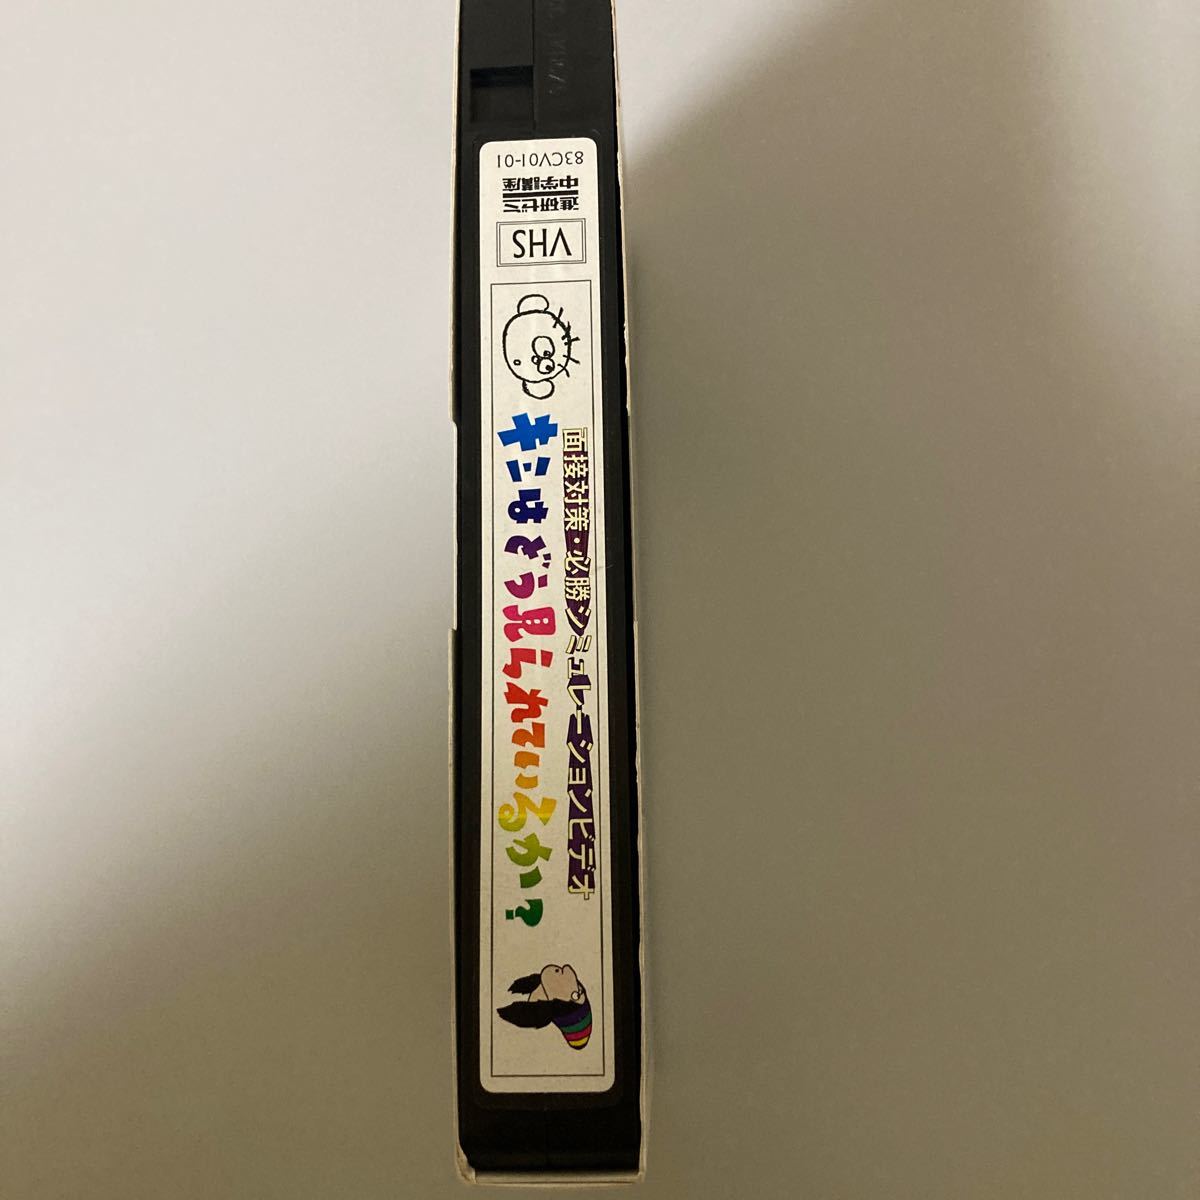 面接対策・必勝シミュレーションビデオ
キミはどう見られているか?
VHS
進研ゼミ
中学講座
83CV01-01